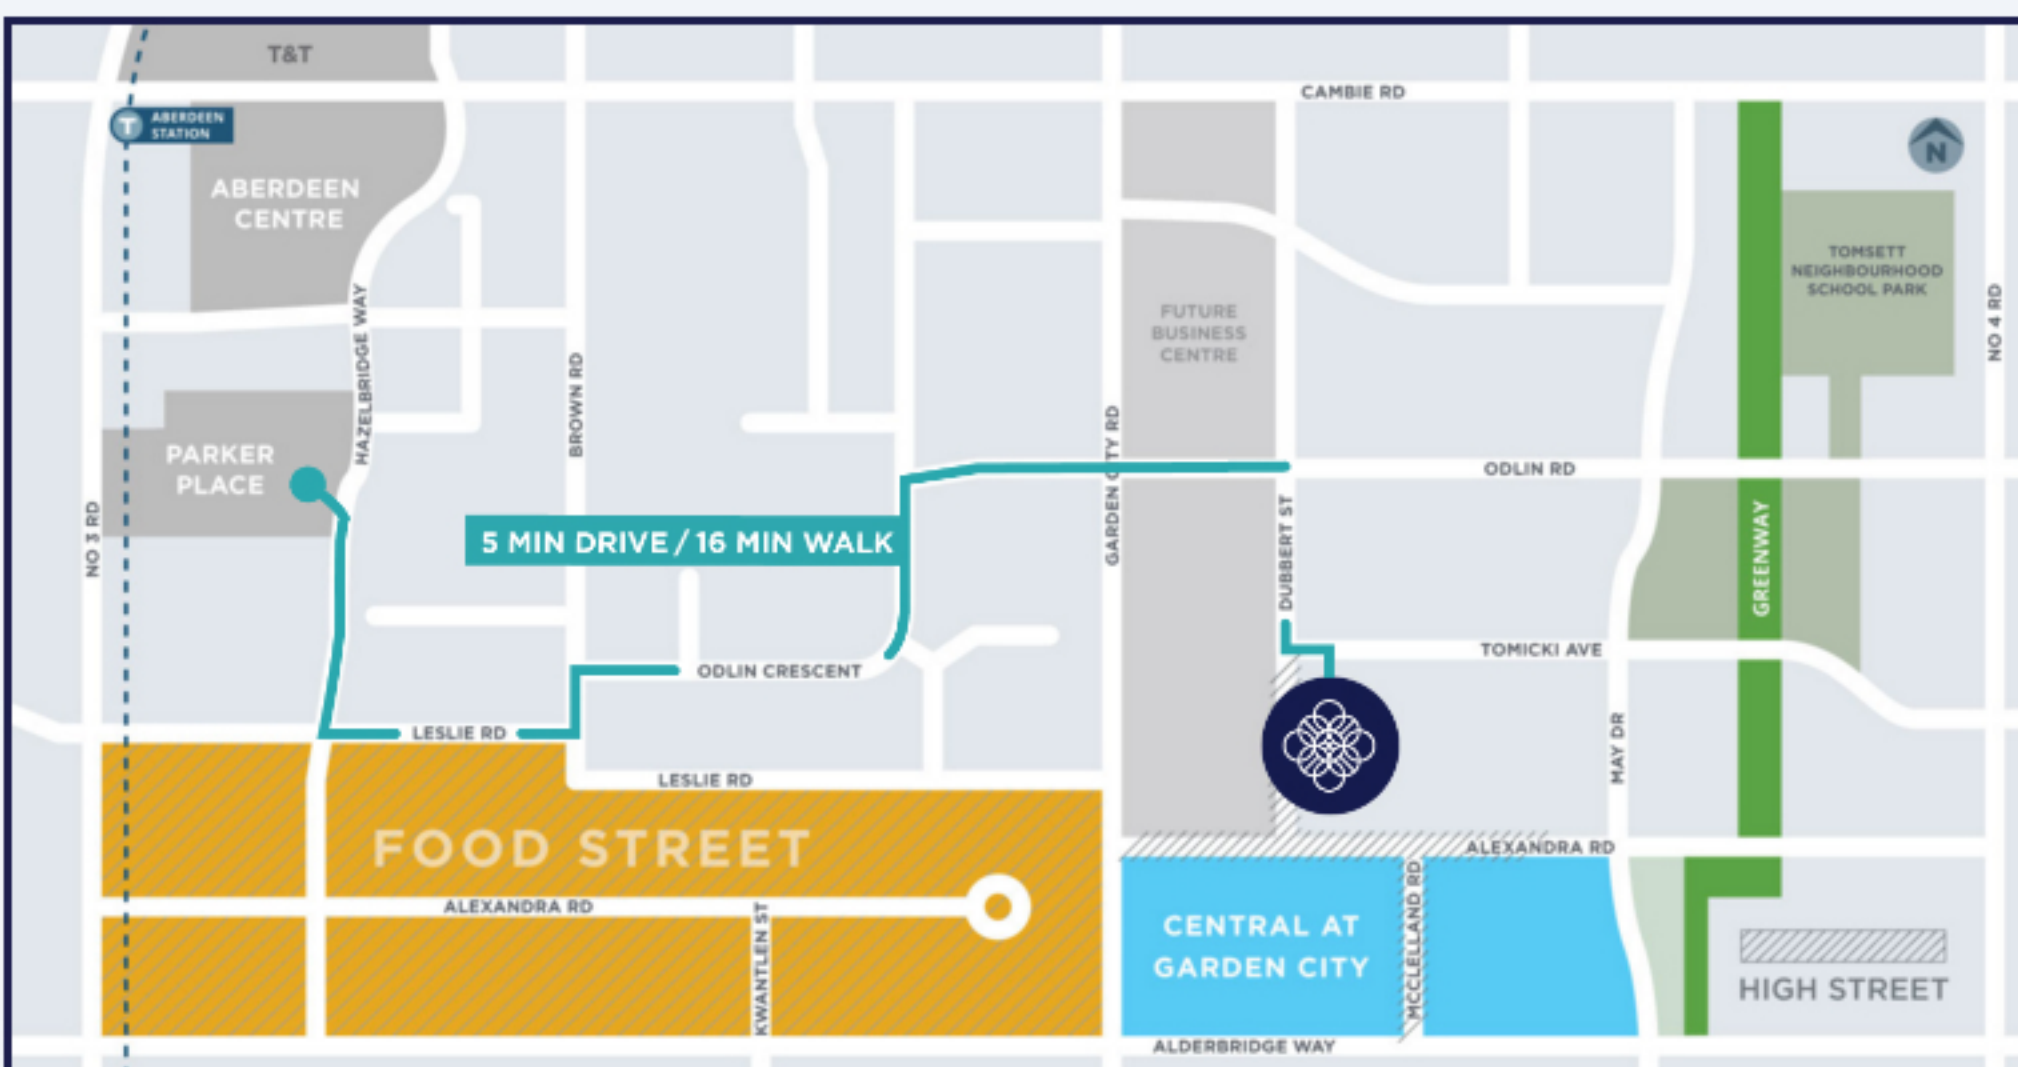 T&T
CAMBIE RD
T
ABERDEEN
STATION
N
ABERDEEN
CENTRE
TOMSETT
NEIGHBOURHOOD
SCHOOL PARK
HAZELBRIDGE WAY
FUTURE
BUSINESS
CENTRE
NO 4 RD
BROWN RD
GARDEN CITY RD
PARKER
PLACE
ODLIN RD
NO 3 RD
5 MIN DRIVE / 16 MIN WALK
DUBBERT ST
GREENWAY
TOMICKI AVE
ODLIN CRESCENT
LESLIE RD
MAY DR
LESLIE RD
FOOD STREET
ALEXANDRA RD
ALEXANDRA RD
KWANTLEN ST
CENTRAL AT
GARDEN CITY
MCCLELLAND RD
HIGH STREET
ALDERBRIDGE WAY